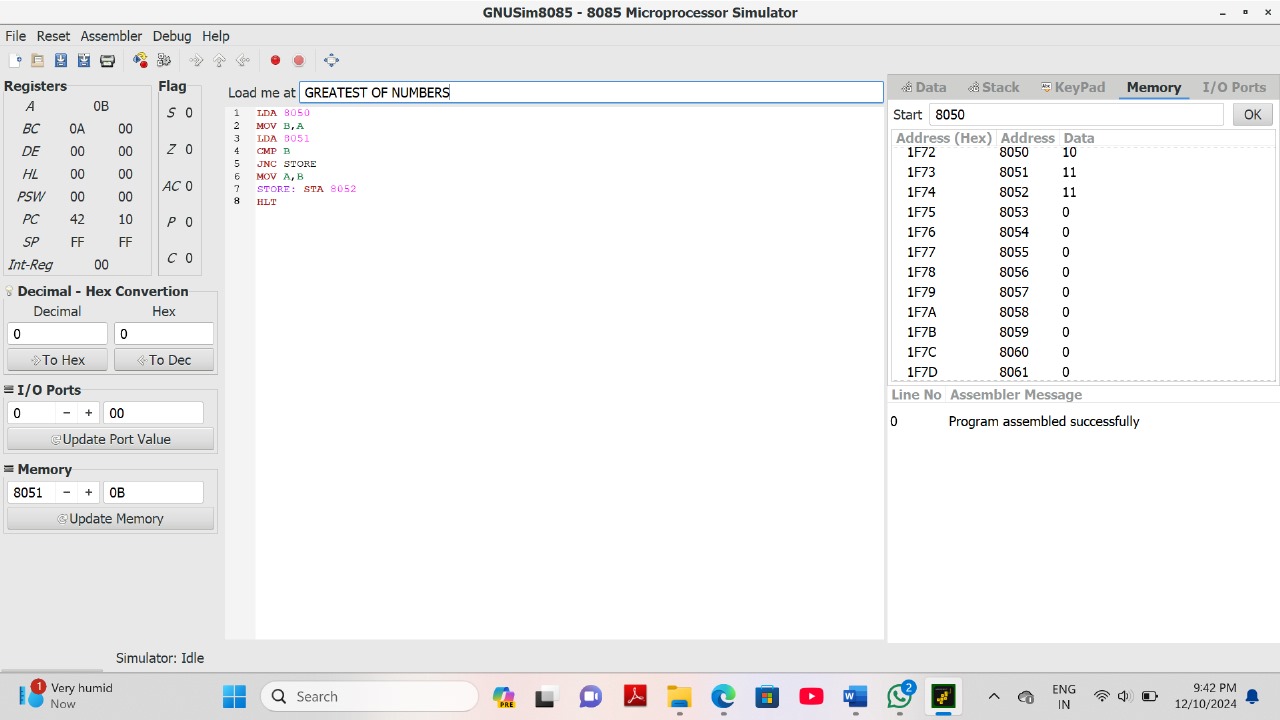 GNUSim8085 - 8085 Microprocessor Simulator
File Reset Assembler Debug Help
Registers
A 0B
BC 0A 00
DE 00 00
HL 00 00
PSW 00 00
PC 42 10
SP FF FF
Int-Reg 00
Flag
S 0
Z 0
AC 0
P 0
C 0
Decimal - Hex Convertion
Decimal Hex
0 0
To Hex To Dec
I/O Ports
0 - + 00
Update Port Value
Memory
8051 - + 0B
Update Memory
Load me at GREATEST OF NUMBERS
1 LDA 8050
2 MOV B,A
3 LDA 8051
4 CMP B
5 JNC STORE
6 MOV A,B
7 STORE: STA 8052
8 HLT
Data Stack KeyPad Memory I/O Ports
Start 8050 OK
Address (Hex) Address Data
1F72 8050 10
1F73 8051 11
1F74 8052 11
1F75 8053 0
1F76 8054 0
1F77 8055 0
1F78 8056 0
1F79 8057 0
1F7A 8058 0
1F7B 8059 0
1F7C 8060 0
1F7D 8061 0
Line No Assembler Message
0 Program assembled successfully
Simulator: Idle
1 Very humid
Now
Search
PRE
2
ENG
IN
9:42 PM
12/10/2024